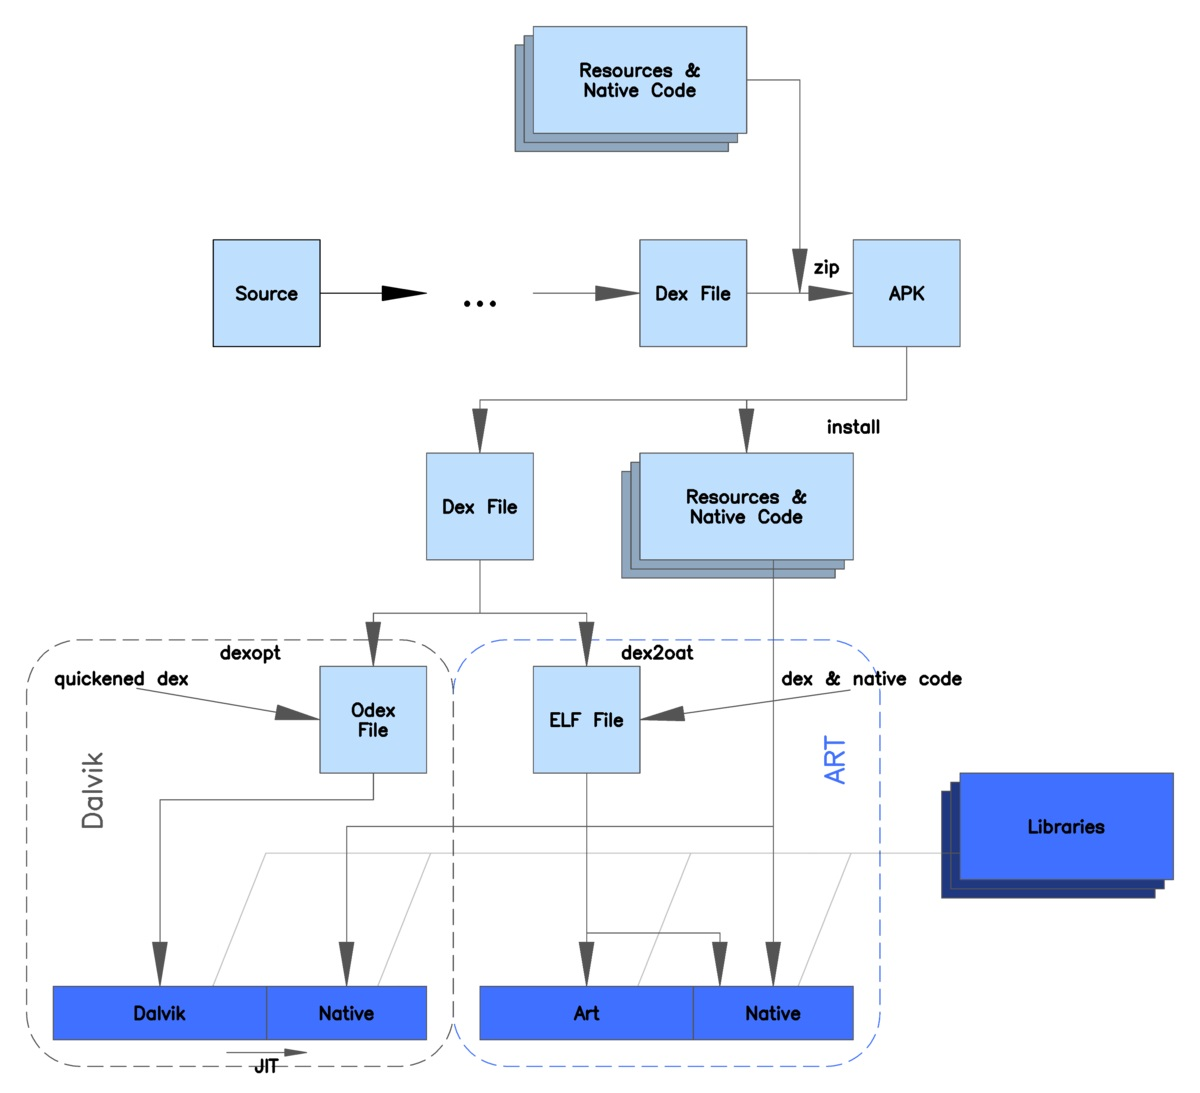 Resources &
Native Code
zip
Source
...
Dex File
APK
install
Dex File
Resources &
Native Code
dexopt
dex2oat
quickened dex
dex & native code
Odex
File
ELF File
Dalvik
ART
Libraries
Dalvik
Native
Art
Native
JIT